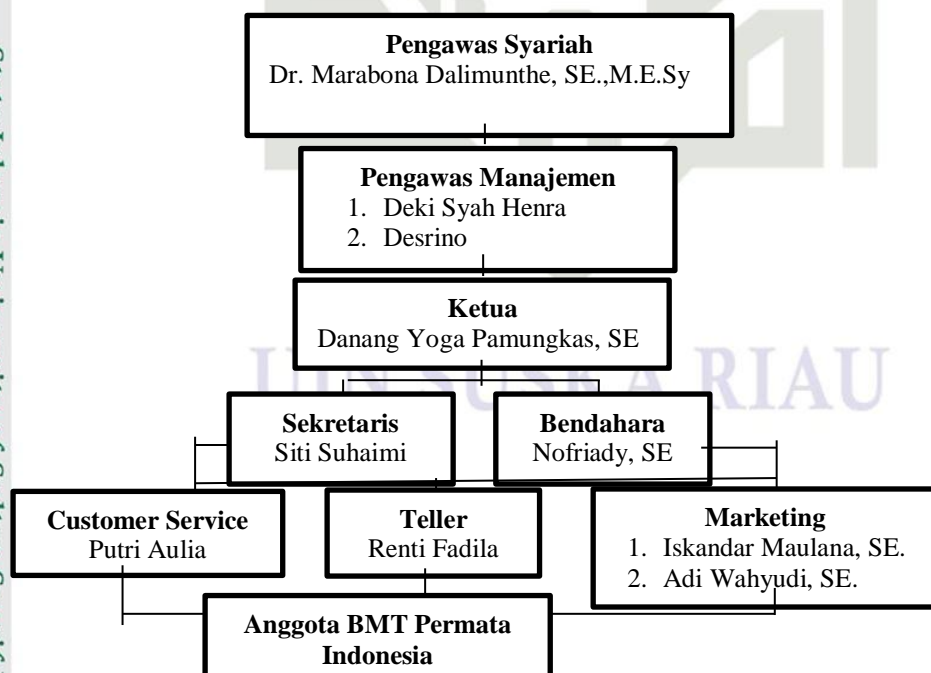 Pengawas Syariah
Dr. Marabona Dalimunthe, SE.,M.E.Sy
Pengawas Manajemen
1. Deki Syah Henra
2. Desrino
Ketua
Danang Yoga Pamungkas, SE
UIN SUSKA RIAU
Sekretaris
Siti Suhaimi
Bendahara
Nofriady, SE
Customer Service
Putri Aulia
Teller
Renti Fadila
Marketing
1. Iskandar Maulana, SE.
2. Adi Wahyudi, SE.
Anggota BMT Permata
Indonesia